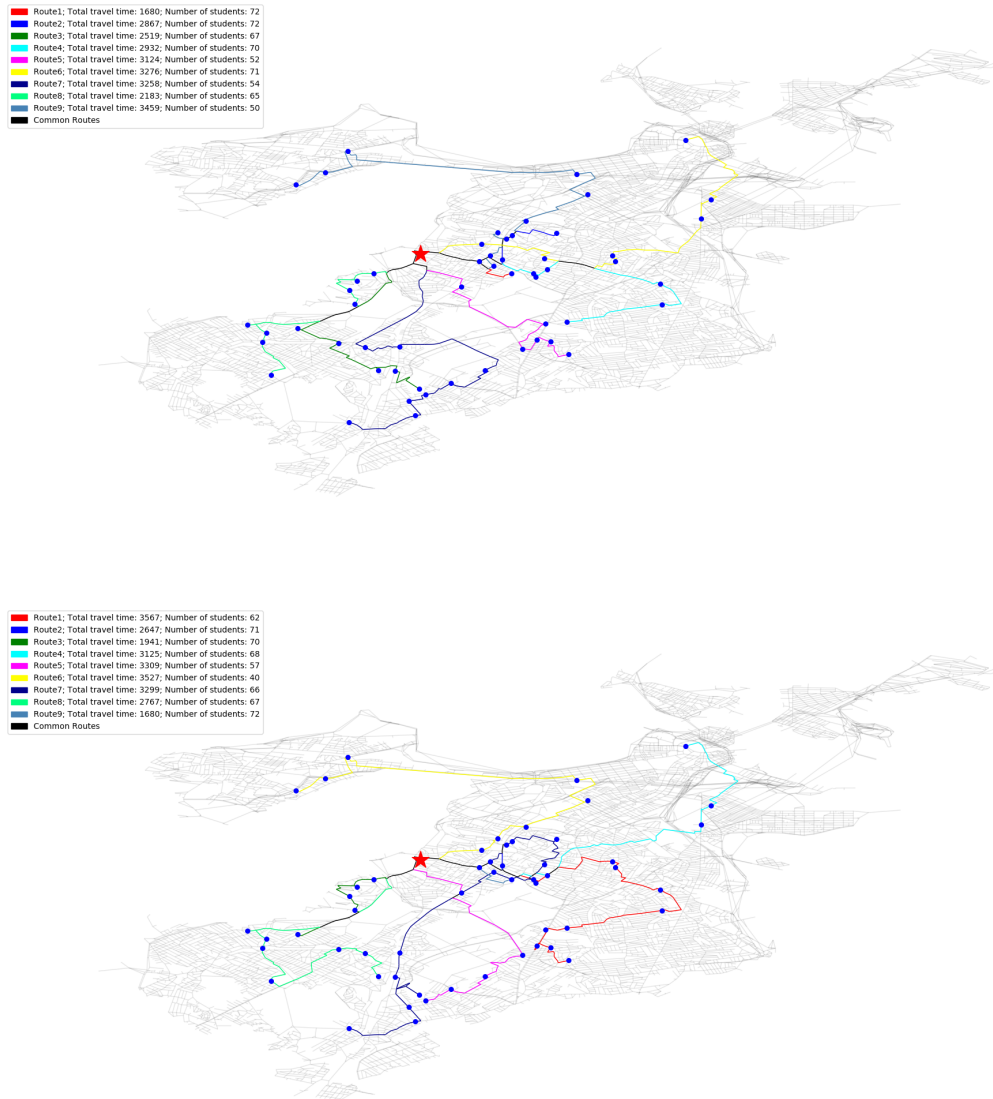 Route1; Total travel time: 1680; Number of students: 72
Route2; Total travel time: 2867; Number of students: 72
Route3; Total travel time: 2519; Number of students: 67
Route4; Total travel time: 2932; Number of students: 70
Route5; Total travel time: 3124; Number of students: 52
Route6; Total travel time: 3276; Number of students: 71
Route7; Total travel time: 3258; Number of students: 54
Route8; Total travel time: 2183; Number of students: 65
Route9; Total travel time: 3459; Number of students: 50
Common Routes
Route1; Total travel time: 3567; Number of students: 62
Route2; Total travel time: 2647; Number of students: 71
Route3; Total travel time: 1941; Number of students: 70
Route4; Total travel time: 3125; Number of students: 68
Route5; Total travel time: 3309; Number of students: 57
Route6; Total travel time: 3527; Number of students: 40
Route7; Total travel time: 3299; Number of students: 66
Route8; Total travel time: 2767; Number of students: 67
Route9; Total travel time: 1680; Number of students: 72
Common Routes